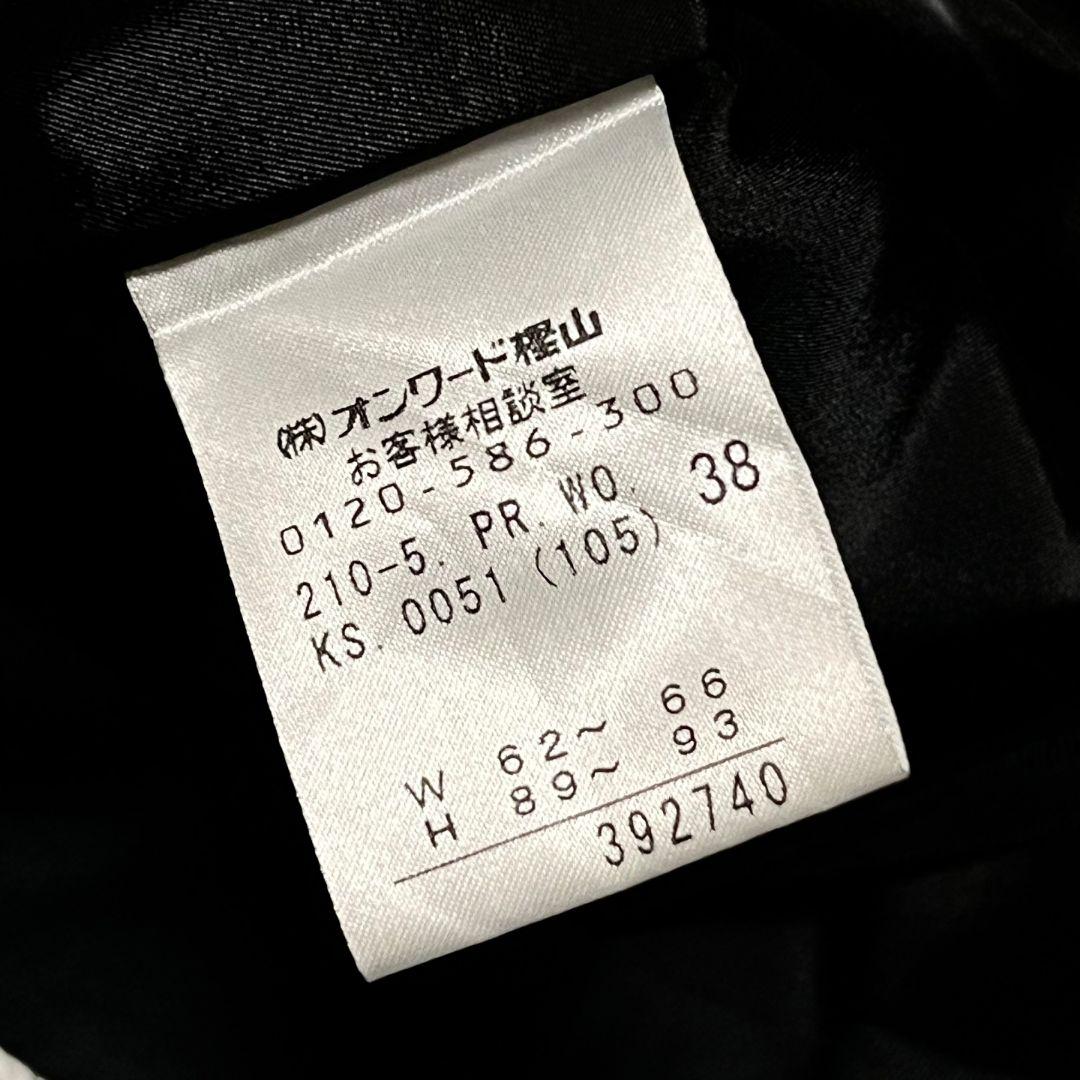 (株)オンワード樫山
お客様相談室
0120-586-300
210-5. PR. WO. 38
KS. 0051 (105)
W 62～ 66
H 89～ 93
392740